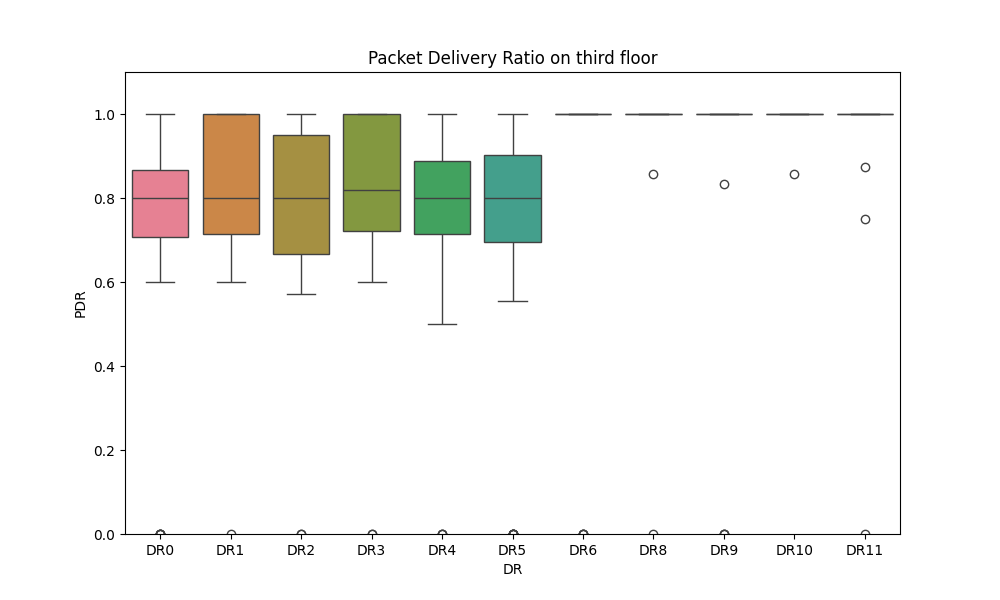 Packet Delivery Ratio on third floor
1.0
0.8
0.6
0.4
0.2
0.0
PDR
DR0 DR1 DR2 DR3 DR4 DR5 DR6 DR8 DR9 DR10 DR11
DR